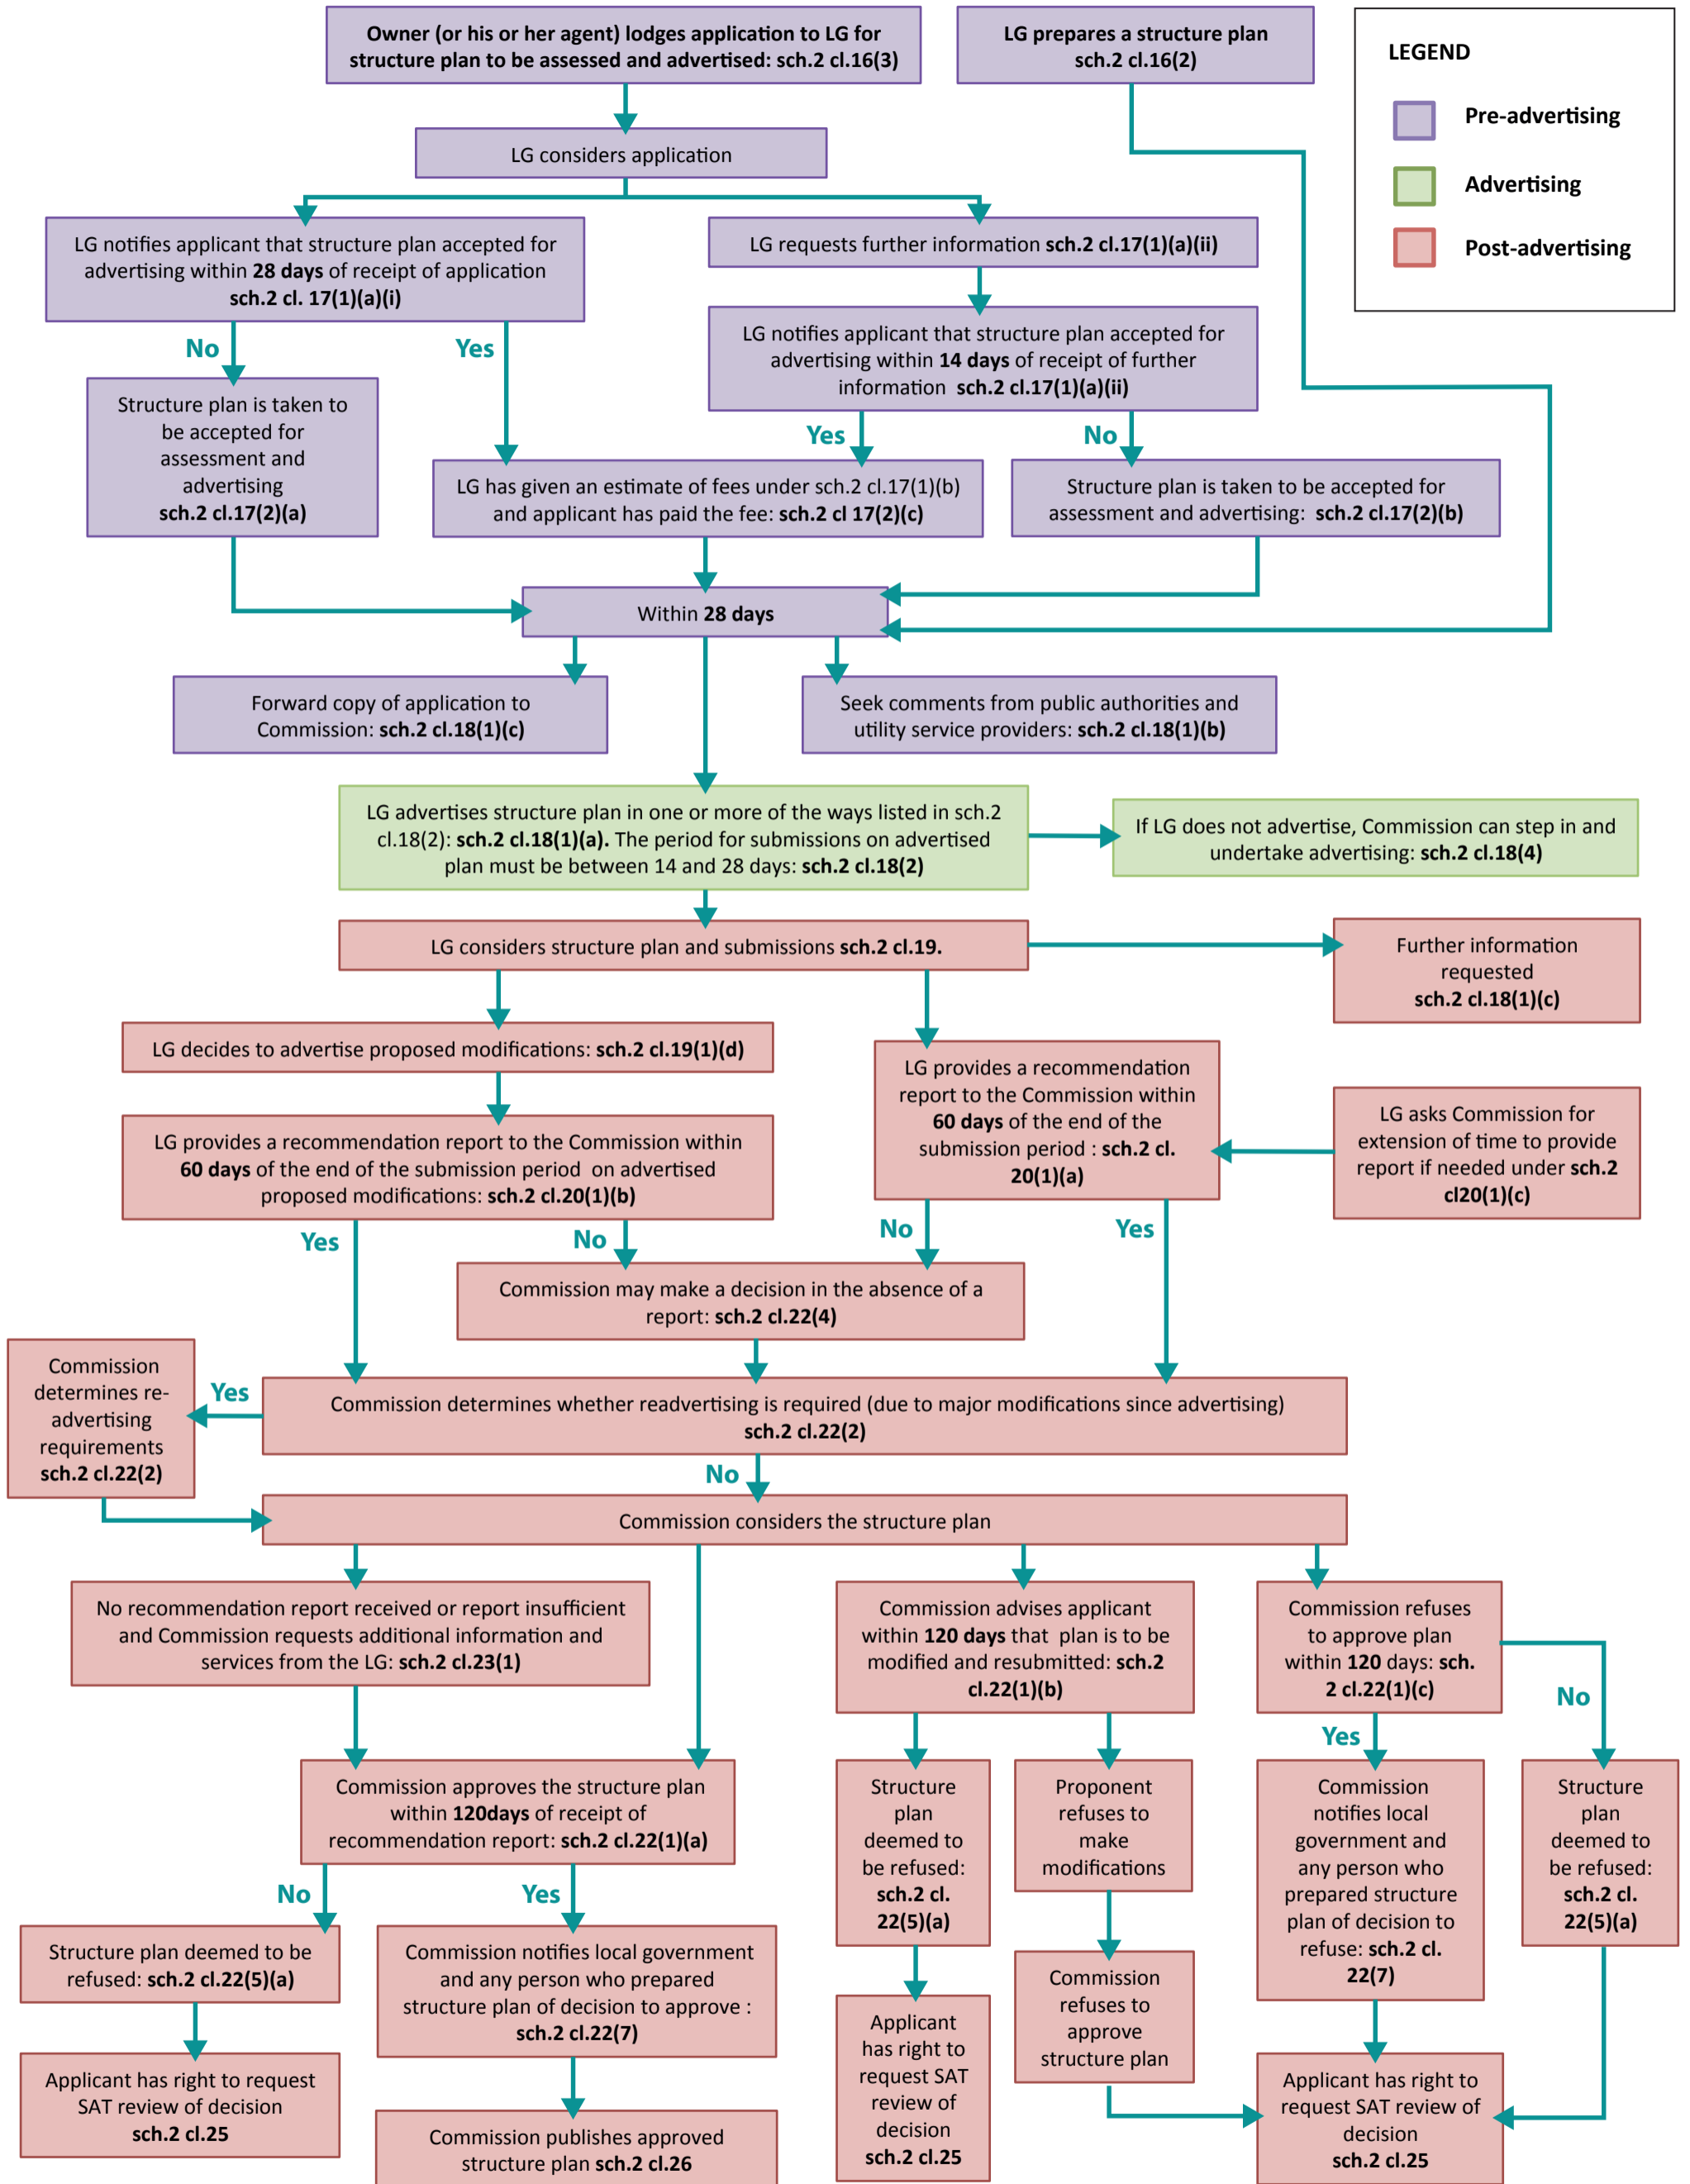 Owner (or his or her agent) lodges application to LG for
structure plan to be assessed and advertised: sch.2 cl.16(3)
LG prepares a structure plan
sch.2 cl.16(2)
LEGEND
Pre-advertising
Advertising
Post-advertising
LG considers application
LG notifies applicant that structure plan accepted for
advertising within 28 days of receipt of application
sch.2 cl. 17(1)(a)(i)
LG requests further information sch.2 cl.17(1)(a)(ii)
LG notifies applicant that structure plan accepted for
advertising within 14 days of receipt of further
information sch.2 cl.17(1)(a)(ii)
No
Yes
Structure plan is taken to
be accepted for
assessment and
advertising
sch.2 cl.17(2)(a)
Yes
No
LG has given an estimate of fees under sch.2 cl.17(1)(b)
and applicant has paid the fee: sch.2 cl 17(2)(c)
Structure plan is taken to be accepted for
assessment and advertising: sch.2 cl.17(2)(b)
Within 28 days
Forward copy of application to
Commission: sch.2 cl.18(1)(c)
Seek comments from public authorities and
utility service providers: sch.2 cl.18(1)(b)
LG advertises structure plan in one or more of the ways listed in sch.2
cl.18(2): sch.2 cl.18(1)(a). The period for submissions on advertised
plan must be between 14 and 28 days: sch.2 cl.18(2)
If LG does not advertise, Commission can step in and
undertake advertising: sch.2 cl.18(4)
LG considers structure plan and submissions sch.2 cl.19.
Further information
requested
sch.2 cl.18(1)(c)
LG decides to advertise proposed modifications: sch.2 cl.19(1)(d)
LG provides a recommendation
report to the Commission within
60 days of the end of the
submission period : sch.2 cl.
20(1)(a)
LG asks Commission for
extension of time to provide
report if needed under sch.2
cl20(1)(c)
LG provides a recommendation report to the Commission within
60 days of the end of the submission period on advertised
proposed modifications: sch.2 cl.20(1)(b)
Yes
No
No
Yes
Commission may make a decision in the absence of a
report: sch.2 cl.22(4)
Commission
determines re-
advertising
requirements
sch.2 cl.22(2)
Yes
Commission determines whether readvertising is required (due to major modifications since advertising)
sch.2 cl.22(2)
No
Commission considers the structure plan
No recommendation report received or report insufficient
and Commission requests additional information and
services from the LG: sch.2 cl.23(1)
Commission advises applicant
within 120 days that plan is to be
modified and resubmitted: sch.2
cl.22(1)(b)
Commission refuses
to approve plan
within 120 days: sch.
2 cl.22(1)(c)
No
Yes
Commission approves the structure plan
within 120days of receipt of
recommendation report: sch.2 cl.22(1)(a)
Structure
plan
deemed to
be refused:
sch.2 cl.
22(5)(a)
Proponent
refuses to
make
modifications
Commission
notifies local
government and
any person who
prepared structure
plan of decision to
refuse: sch.2 cl.
22(7)
Structure
plan
deemed to
be refused:
sch.2 cl.
22(5)(a)
No
Yes
Structure plan deemed to be
refused: sch.2 cl.22(5)(a)
Commission notifies local government
and any person who prepared
structure plan of decision to approve :
sch.2 cl.22(7)
Commission
refuses to
approve
structure plan
Applicant
has right to
request SAT
review of
decision
sch.2 cl.25
Applicant has right to request
SAT review of decision
sch.2 cl.25
Applicant has right to
request SAT review of
decision
sch.2 cl.25
Commission publishes approved
structure plan sch.2 cl.26